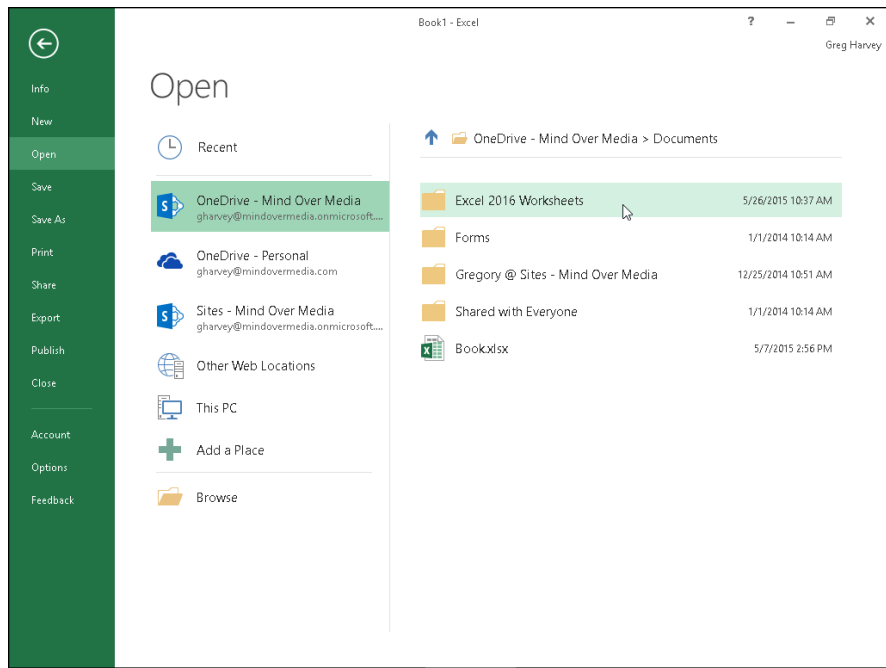 Book1 - Excel
?
Greg Harvey
Info
New
Open
Save
Save As
Print
Share
Export
Publish
Close
Account
Options
Feedback
Open
Recent
OneDrive - Mind Over Media
gharvey@mindovermedia.onmicrosoft....
OneDrive - Personal
gharvey@mindovermedia.com
Sites - Mind Over Media
gharvey@mindovermedia.onmicrosoft....
Other Web Locations
This PC
Add a Place
Browse
OneDrive - Mind Over Media > Documents
Excel 2016 Worksheets 5/26/2015 10:37 AM
Forms 1/1/2014 10:14 AM
Gregory @ Sites - Mind Over Media 12/25/2014 10:51 AM
Shared with Everyone 1/1/2014 10:14 AM
Book.xlsx 5/7/2015 2:56 PM